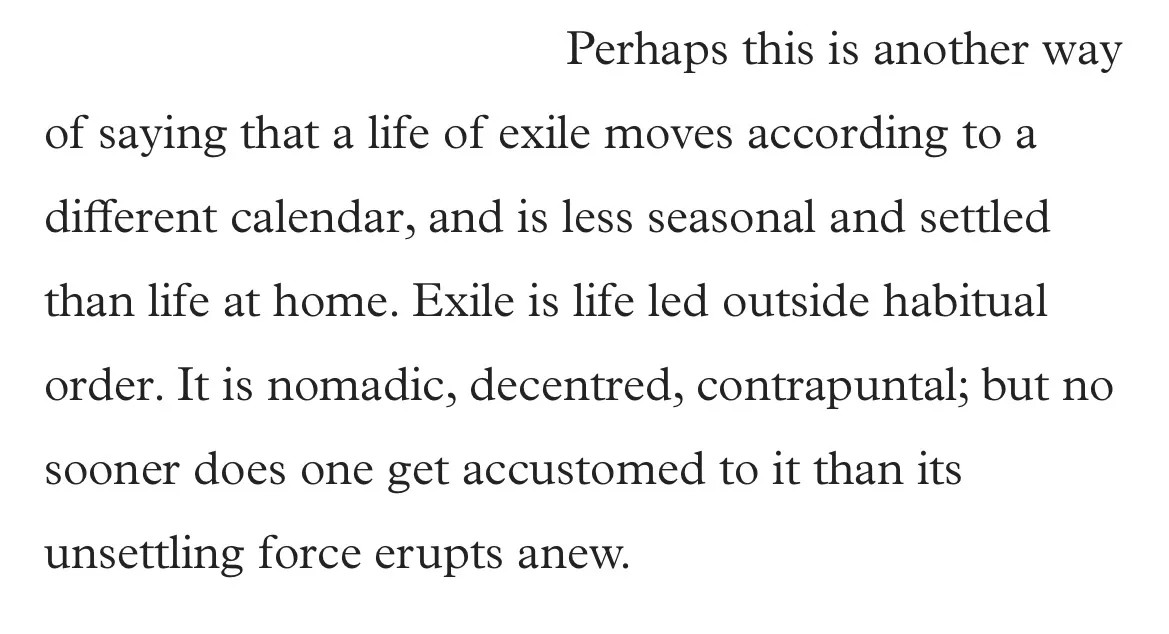 Perhaps this is another way
of saying that a life of exile moves according to a
different calendar, and is less seasonal and settled
than life at home. Exile is life led outside habitual
order. It is nomadic, decentred, contrapuntal; but no
sooner does one get accustomed to it than its
unsettling force erupts anew.